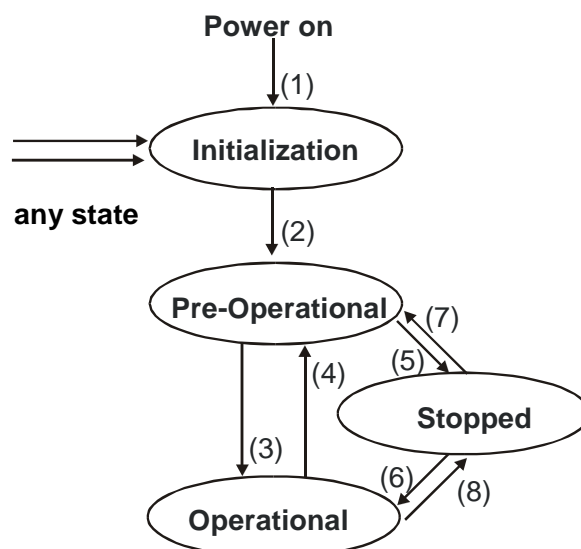 Power on
(1)
Initialization
any state
(2)
Pre-Operational
(7)
(5)
(4)
Stopped
(3)
(6)
(8)
Operational